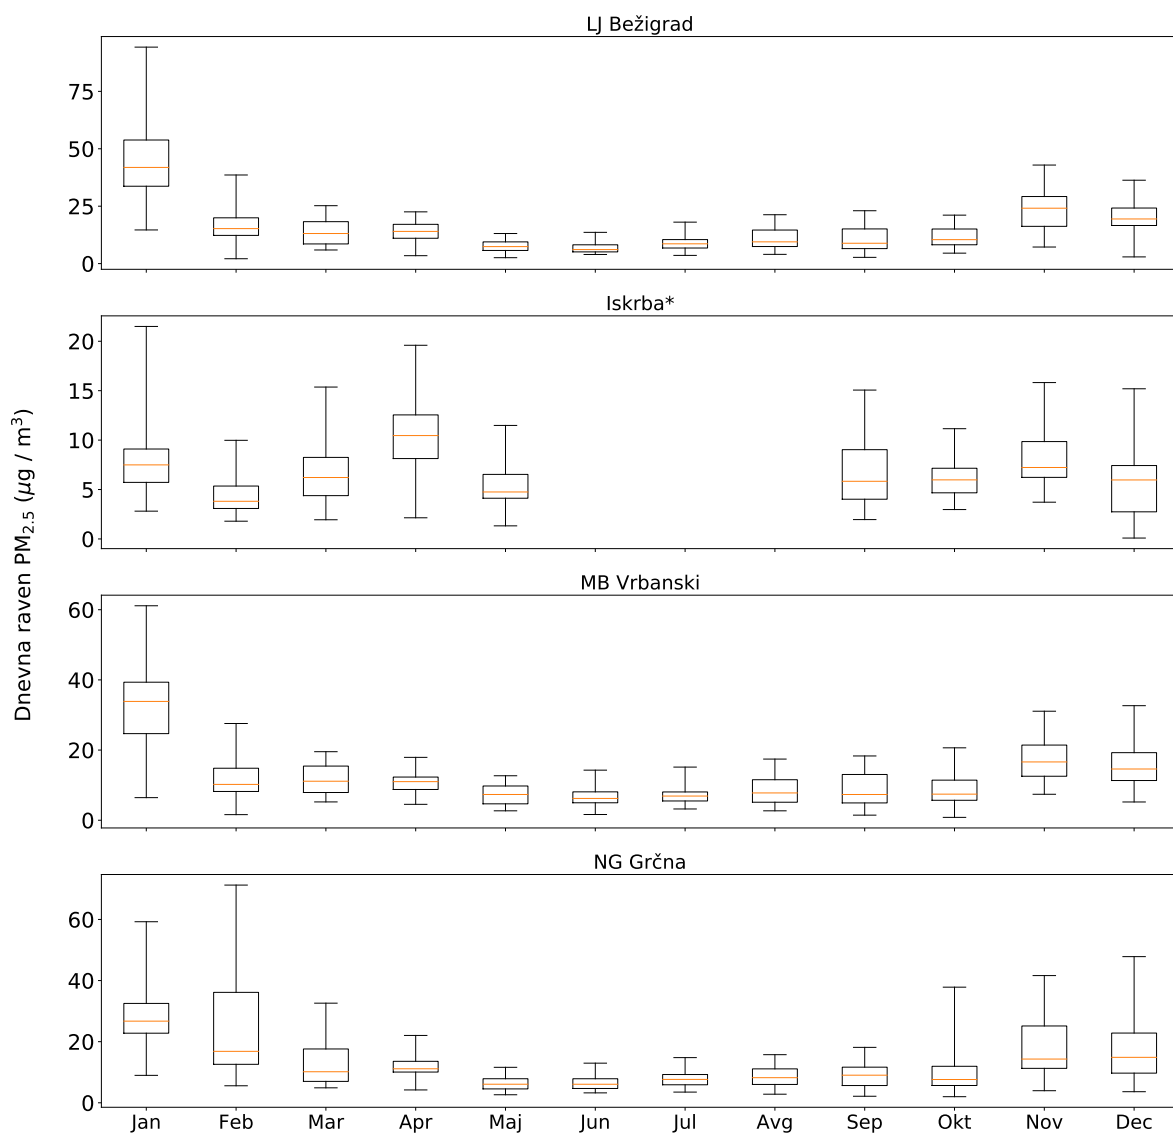 LJ Bežigrad
75
50
25
0
Iskrba*
20
15
10
5
0
Dnevna raven PM2.5 (μg / m³)
MB Vrbanski
60
40
20
0
NG Grčna
60
40
20
0
Jan Feb Mar Apr Maj Jun Jul Avg Sep Okt Nov Dec